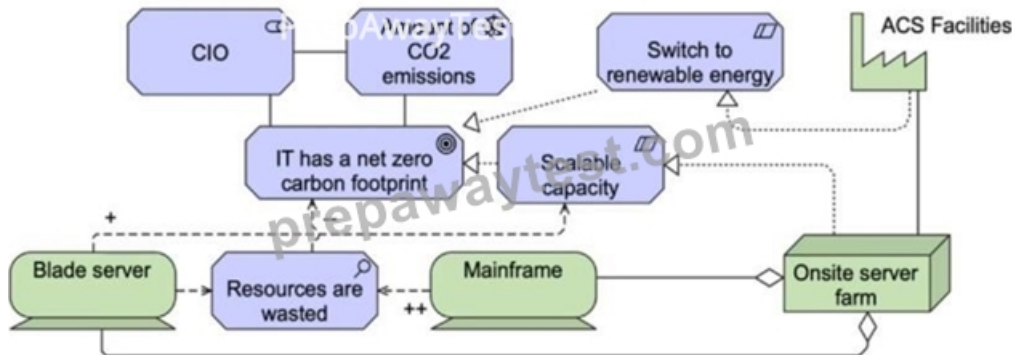 CIO
Amount of
CO2
emissions
Switch to
renewable energy
ACS Facilities
IT has a net zero
carbon footprint
Scalable
capacity
prepawaytest.com
+
–
Blade server
Resources are
wasted
Mainframe
++
Onsite server
farm